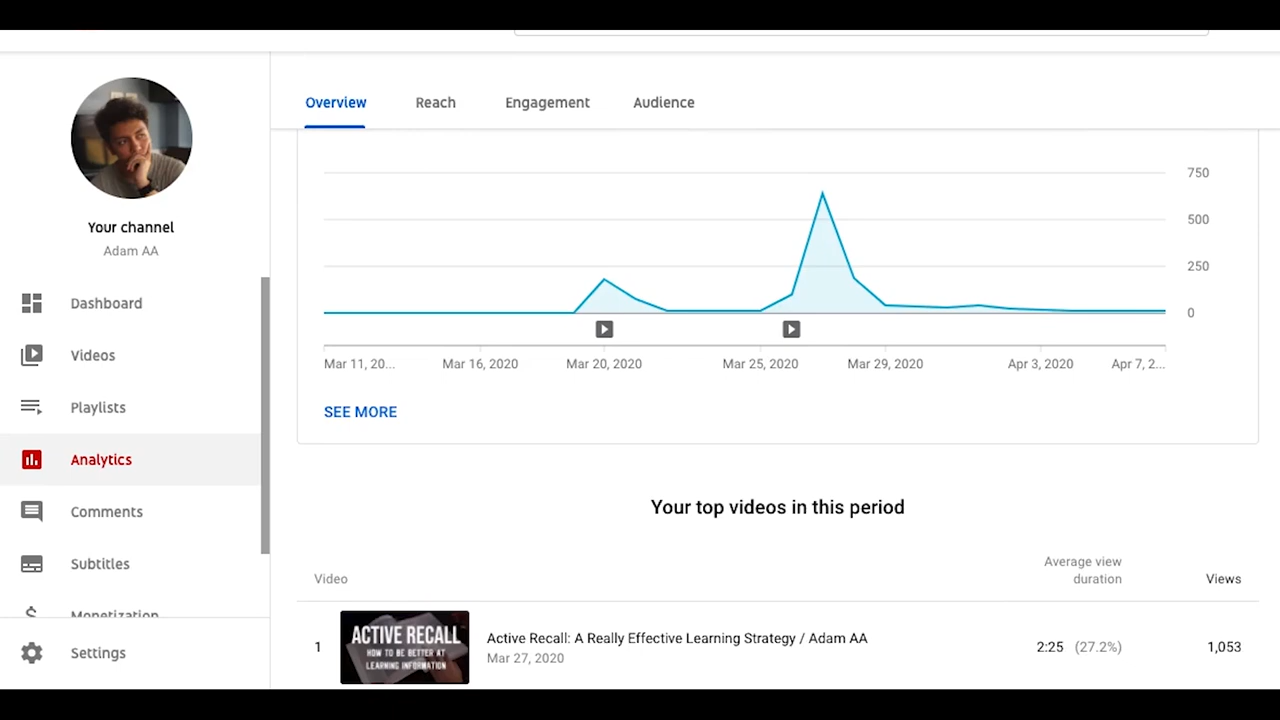 Overview Reach Engagement Audience
Your channel
Adam AA
Dashboard
Videos
Playlists
Analytics
Comments
Subtitles
Monetization
Settings
750
500
250
0
Mar 11, 20... Mar 16, 2020 Mar 20, 2020 Mar 25, 2020 Mar 29, 2020 Apr 3, 2020 Apr 7, 2...
SEE MORE
Your top videos in this period
Video Average view duration Views
1
ACTIVE RECALL
HOW TO BE BETTER AT
LEARNING INFORMATION
Active Recall: A Really Effective Learning Strategy / Adam AA
Mar 27, 2020
2:25 (27.2%) 1,053